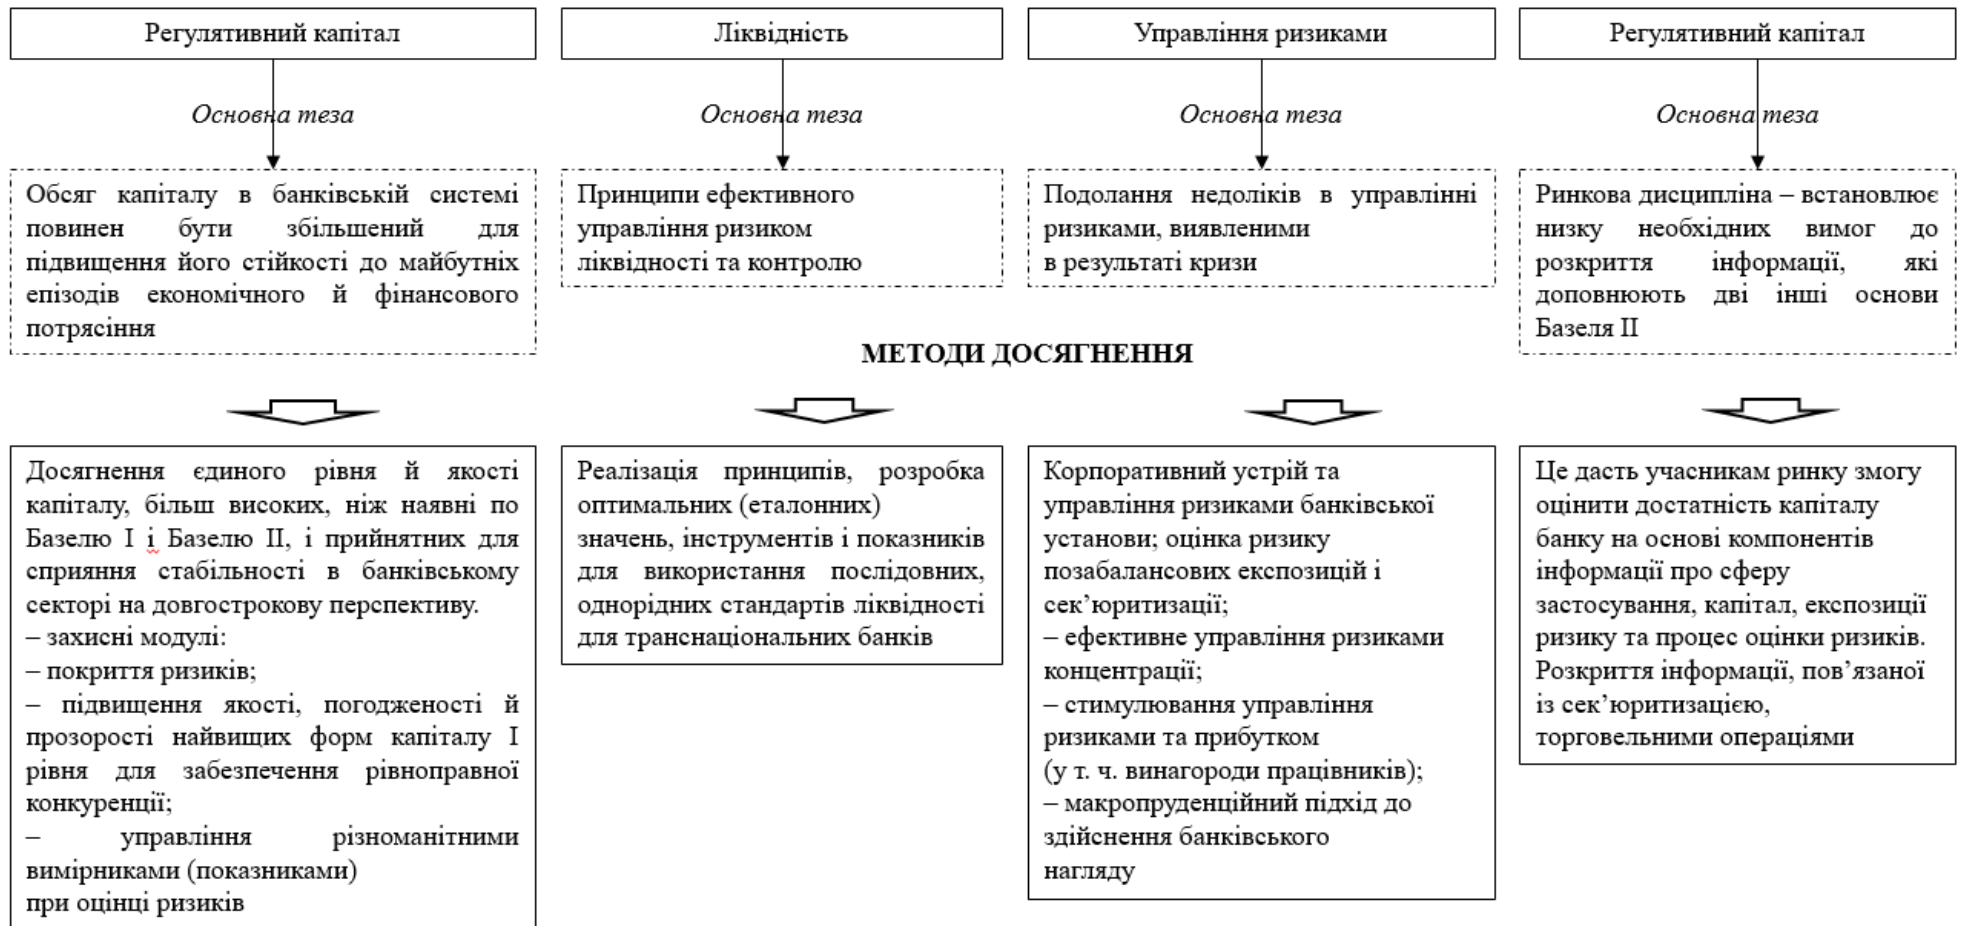 Регулятивний капітал
Ліквідність
Управління ризиками
Регулятивний капітал
Основна теза
Основна теза
Основна теза
Основна теза
Обсяг капіталу в банківській системі
повинен бути збільшений для
підвищення його стійкості до майбутніх
епізодів економічного й фінансового
потрясіння
Принципи ефективного
управління ризиком
ліквідності та контролю
Подолання недоліків в управлінні
ризиками, виявленими
в результаті кризи
Ринкова дисципліна – встановлює
низку необхідних вимог до
розкриття інформації, які
доповнюють дві інші основи
Базеля II
МЕТОДИ ДОСЯГНЕННЯ
Досягнення єдиного рівня й якості
капіталу, більш високих, ніж наявні по
Базелю I і Базелю II, і прийнятних для
сприяння стабільності в банківському
секторі на довгострокову перспективу.
– захисні модулі:
– покриття ризиків;
– підвищення якості, погодженості й
прозорості найвищих форм капіталу I
рівня для забезпечення рівноправної
конкуренції;
– управління різноманітними
вимірниками (показниками)
при оцінці ризиків
Реалізація принципів, розробка
оптимальних (еталонних)
значень, інструментів і показників
для використання послідовних,
однорідних стандартів ліквідності
для транснаціональних банків
Корпоративний устрій та
управління ризиками банківської
установи; оцінка ризику
позабалансових експозицій і
сек’юритизації;
– ефективне управління ризиками
концентрації;
– стимулювання управління
ризиками та прибутком
(у т. ч. винагороди працівників);
– макропруденційний підхід до
здійснення банківського
нагляду
Це дасть учасникам ринку змогу
оцінити достатність капіталу
банку на основі компонентів
інформації про сферу
застосування, капітал, експозиції
ризику та процес оцінки ризиків.
Розкриття інформації, пов’язаної
із сек’юритизацією,
торговельними операціями